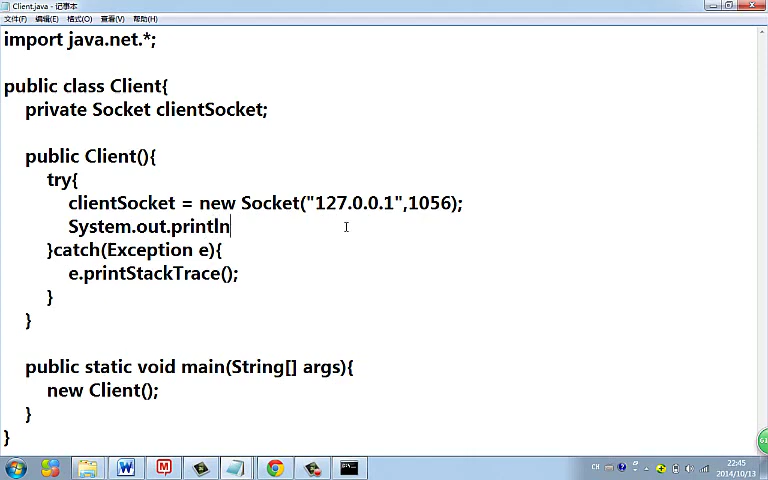 Client.java - 记事本
文件(F) 编辑(E) 格式(O) 查看(V) 帮助(H)
import java.net.*;
public class Client{
private Socket clientSocket;
public Client(){
try{
clientSocket = new Socket("127.0.0.1",1056);
System.out.println
}catch(Exception e){
e.printStackTrace();
}
}
public static void main(String[] args){
new Client();
}
}
CH
22:45
2014/10/13